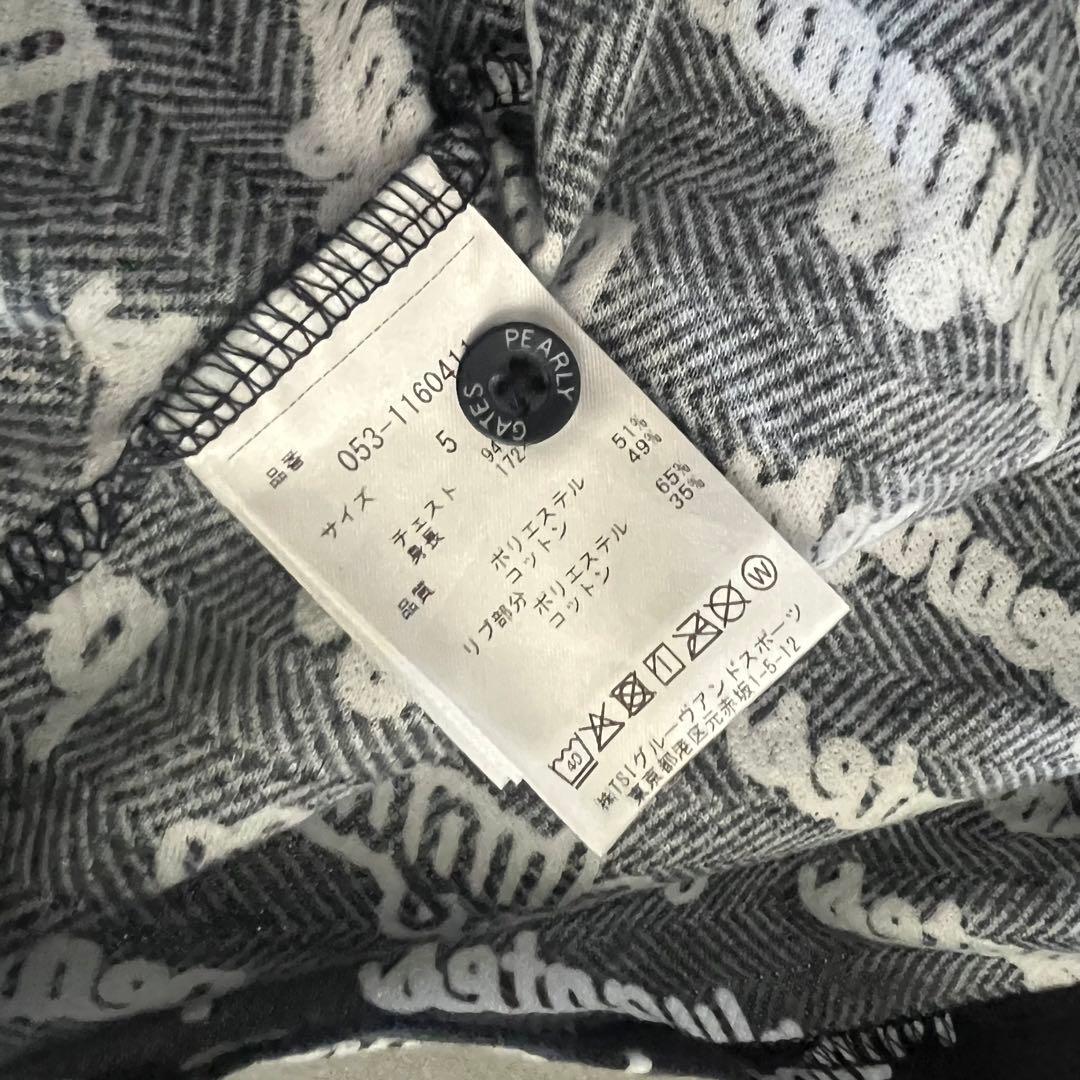 品番 053-1160411
サイズ 5
チェスト 94
身長 172
品質 ポリエステル 51%
コットン 49%
リブ部分 ポリエステル 65%
コットン 35%
40
W
㈱TSIグルーヴアンドスポーツ
東京都港区元赤坂1-5-12
PEARLY
GATES